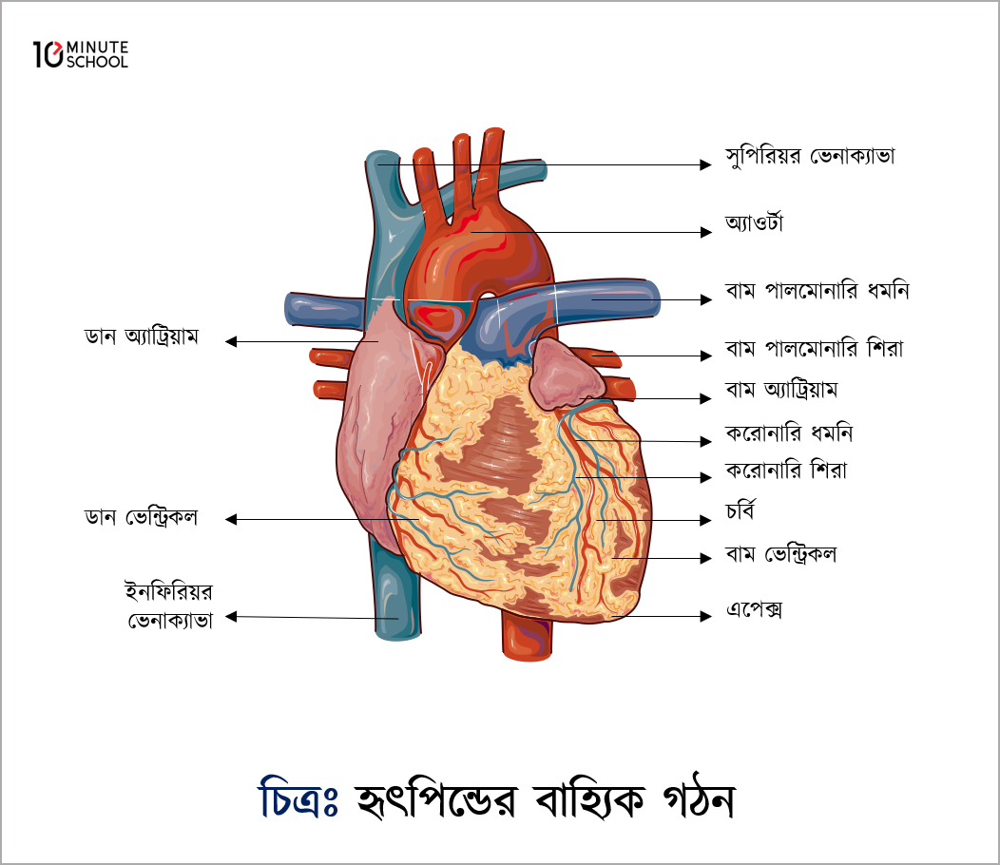 10 MINUTE
SCHOOL
সুপিরিয়র ভেনাক্যাভা
অ্যাওর্টা
বাম পালমোনারি ধমনি
ডান অ্যাট্রিয়াম
বাম পালমোনারি শিরা
বাম অ্যাট্রিয়াম
করোনারি ধমনি
করোনারি শিরা
ডান ভেন্ট্রিকল
চর্বি
বাম ভেন্ট্রিকল
ইনফিরিয়র
ভেনাক্যাভা
এপেক্স
চিত্রঃ হৃৎপিন্ডের বাহ্যিক গঠন